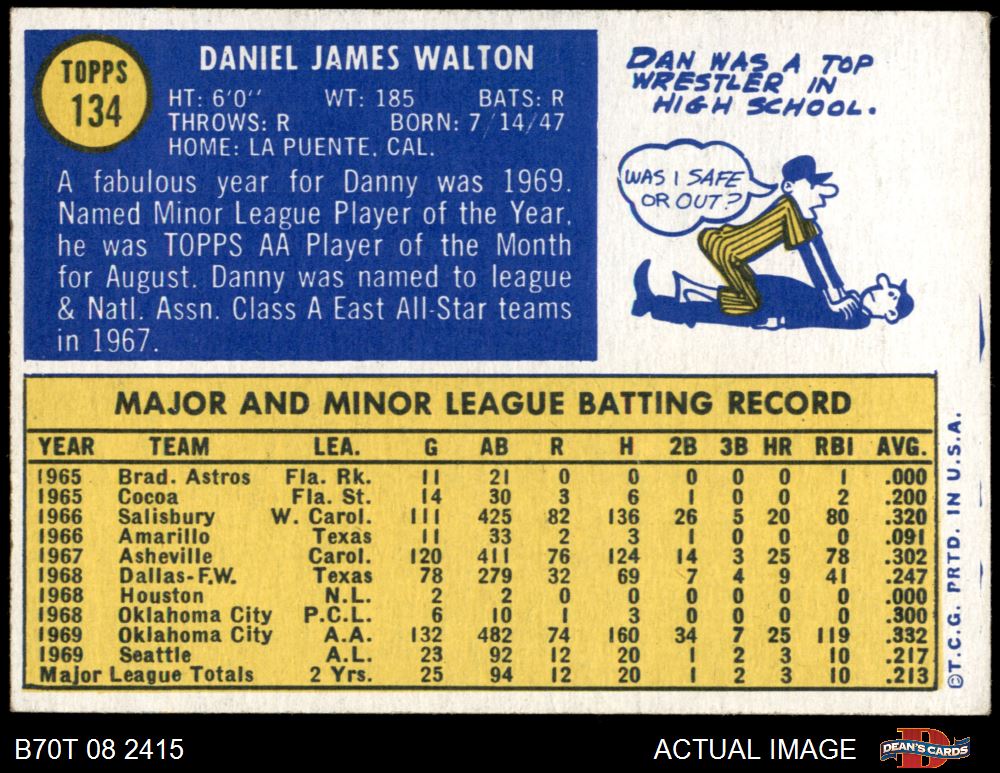 TOPPS
134
DANIEL JAMES WALTON
HT: 6'0'' WT: 185 BATS: R
THROWS: R BORN: 7/14/47
HOME: LA PUENTE, CAL.
A fabulous year for Danny was 1969.
Named Minor League Player of the Year,
he was TOPPS AA Player of the Month
for August. Danny was named to league
& Natl. Assn. Class A East All-Star teams
in 1967.
DAN WAS A TOP
WRESTLER IN
HIGH SCHOOL.
WAS I SAFE
OR OUT?
MAJOR AND MINOR LEAGUE BATTING RECORD
YEAR TEAM LEA. G AB R H 2B 3B HR RBI AVG.
1965 Brad. Astros Fla. Rk. 11 21 0 0 0 0 0 1 .000
1965 Cocoa Fla. St. 14 30 3 6 1 0 0 2 .200
1966 Salisbury W. Carol. 111 425 82 136 26 5 20 80 .320
1966 Amarillo Texas 11 33 2 3 1 0 0 0 .091
1967 Asheville Carol. 120 411 76 124 14 3 25 78 .302
1968 Dallas-F.W. Texas 78 279 32 69 7 4 9 41 .247
1968 Houston N.L. 2 2 0 0 0 0 0 0 .000
1968 Oklahoma City P.C.L. 6 10 1 3 0 0 0 0 .300
1969 Oklahoma City A.A. 132 482 74 160 34 7 25 119 .332
1969 Seattle A.L. 23 92 12 20 1 2 3 10 .217
Major League Totals 2 Yrs. 25 94 12 20 1 2 3 10 .213
©T.C.G. PRTD. IN U.S.A.
B70T 08 2415
ACTUAL IMAGE
DEAN'S CARDS